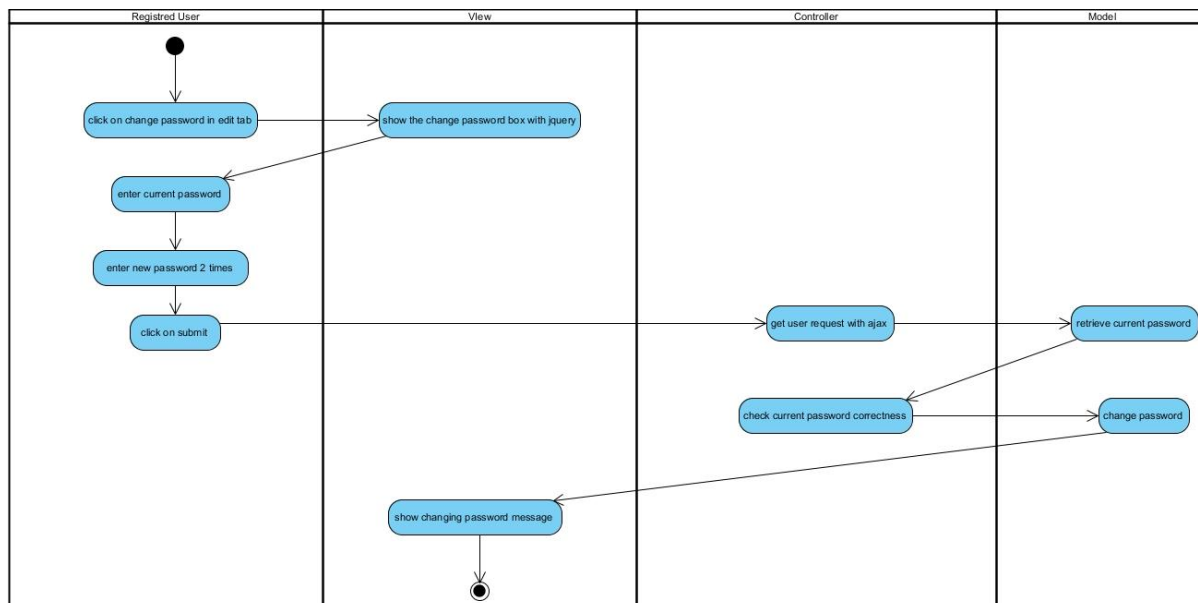 Registred User
VIew
Controller
Model
click on change password in edit tab
show the change password box with jquery
enter current password
enter new password 2 times
click on submit
get user request with ajax
retrieve current password
check current password correctness
change password
show changing password message